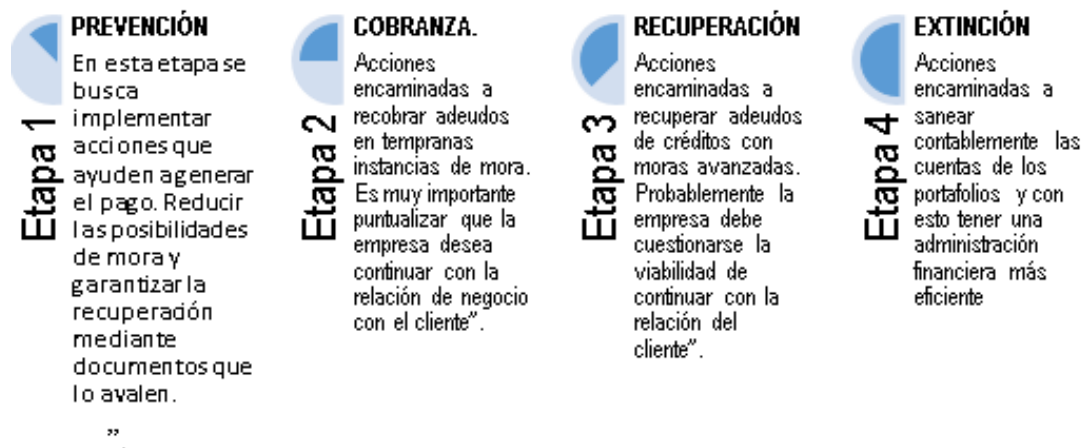 PREVENCIÓN
Etapa 1
En esta etapa se
busca
implementar
acciones que
ayuden a generar
el pago. Reducir
las posibilidades
de mora y
garantizar la
recuperación
mediante
documentos que
lo avalen.
”
COBRANZA.
Etapa 2
Acciones
encaminadas a
recobrar adeudos
en tempranas
instancias de mora.
Es muy importante
puntualizar que la
empresa desea
continuar con la
relación de negocio
con el cliente”.
RECUPERACIÓN
Etapa 3
Acciones
encaminadas a
recuperar adeudos
de créditos con
moras avanzadas.
Probablemente la
empresa debe
cuestionarse la
viabilidad de
continuar con la
relación del
cliente”.
EXTINCIÓN
Etapa 4
Acciones
encaminadas a
sanear
contablemente las
cuentas de los
portafolios y con
esto tener una
administración
financiera más
eficiente